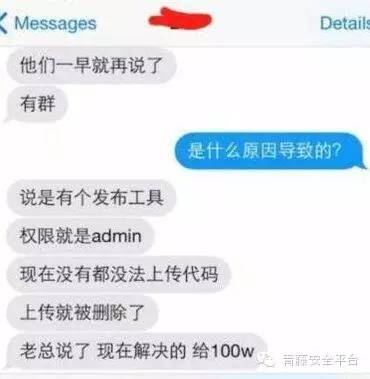 Messages
Details
他们一早就再说了
有群
是什么原因导致的?
说是有个发布工具
权限就是admin
现在没有都没法上传代码
上传就被删除了
老总说了 现在解决的 给100w
青藤安全平台